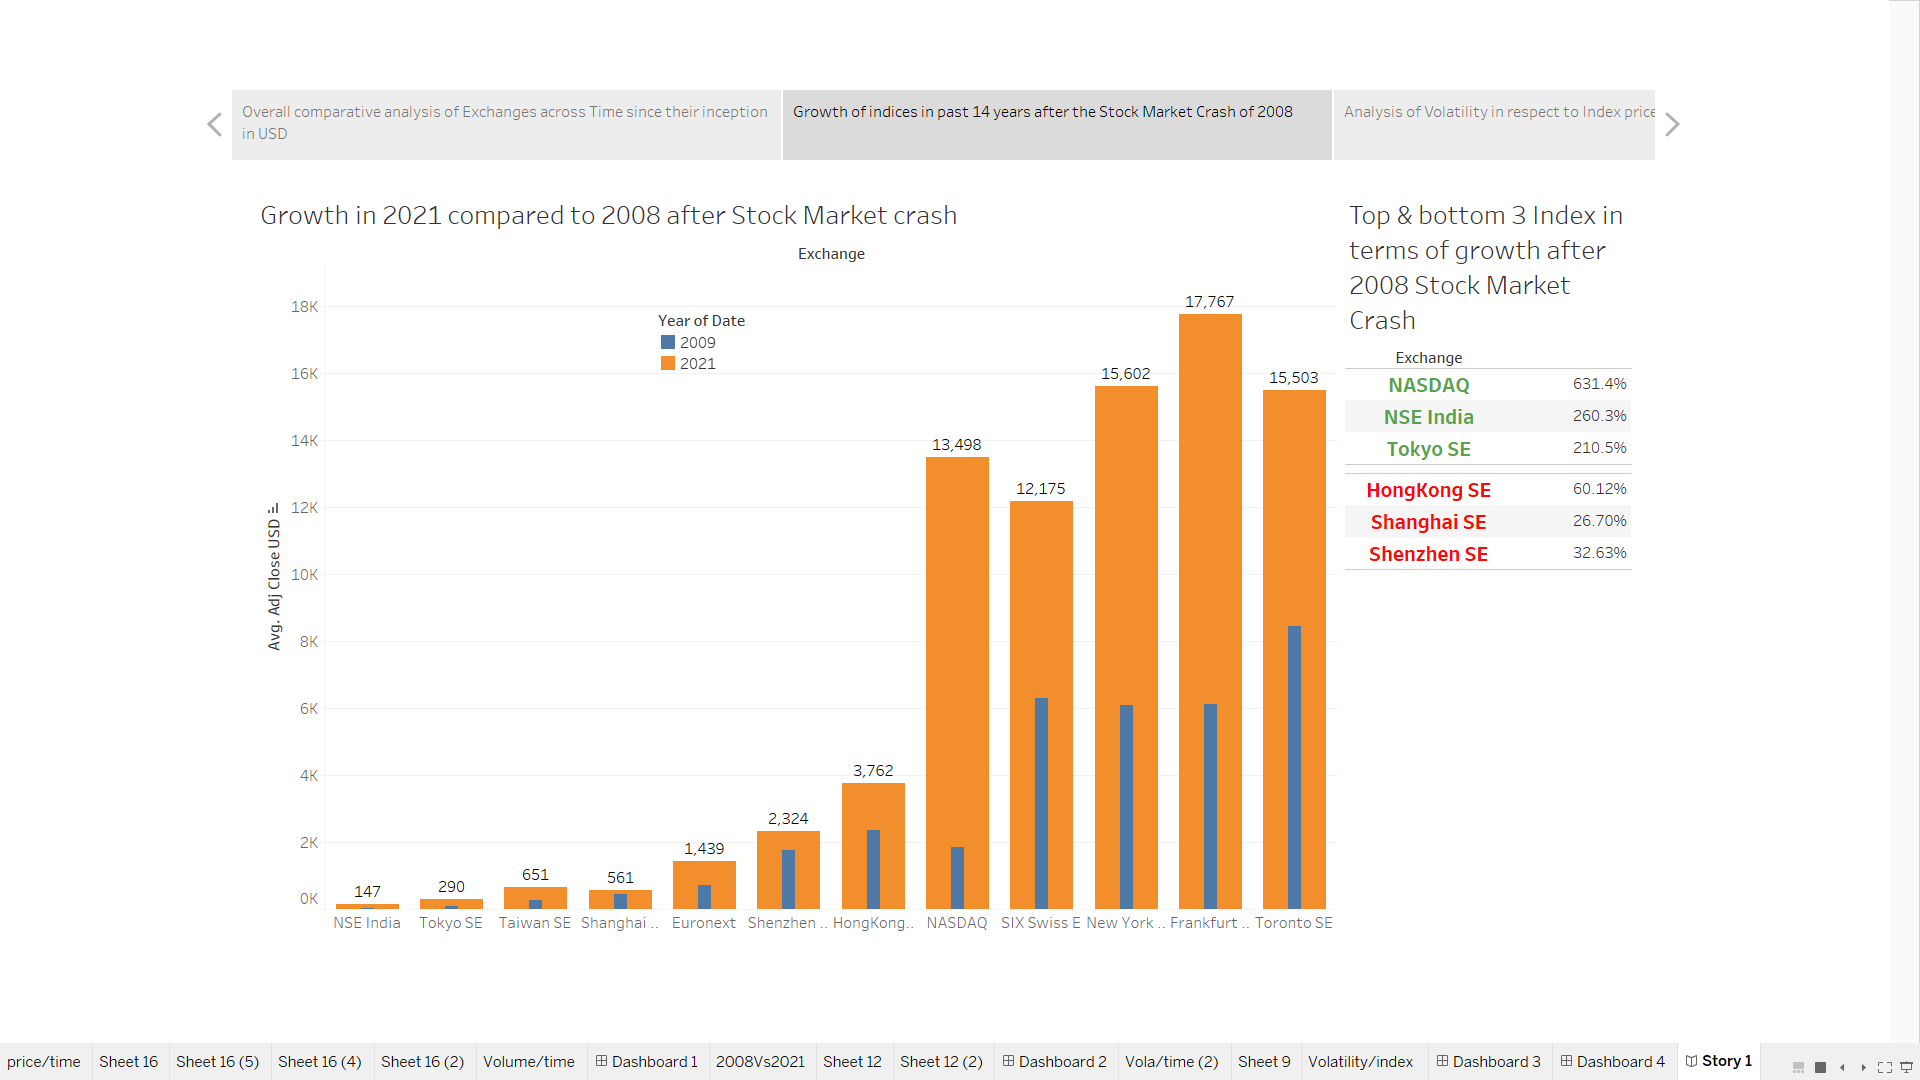 Overall comparative analysis of Exchanges across Time since their inception
in USD
Growth of indices in past 14 years after the Stock Market Crash of 2008
Analysis of Volatility in respect to Index price
Growth in 2021 compared to 2008 after Stock Market crash
Exchange
Year of Date
2009
2021
Avg. Adj Close USD
18K
16K
14K
12K
10K
8K
6K
4K
2K
0K
147
290
651
561
1,439
2,324
3,762
13,498
12,175
15,602
17,767
15,503
NSE India
Tokyo SE
Taiwan SE
Shanghai ..
Euronext
Shenzhen ..
HongKong..
NASDAQ
SIX Swiss E
New York ..
Frankfurt ..
Toronto SE
Top & bottom 3 Index in
terms of growth after
2008 Stock Market
Crash
Exchange
NASDAQ 631.4%
NSE India 260.3%
Tokyo SE 210.5%
HongKong SE 60.12%
Shanghai SE 26.70%
Shenzhen SE 32.63%
price/time Sheet 16 Sheet 16 (5) Sheet 16 (4) Sheet 16 (2) Volume/time Dashboard 1 2008Vs2021 Sheet 12 Sheet 12 (2) Dashboard 2 Vola/time (2) Sheet 9 Volatility/index Dashboard 3 Dashboard 4 Story 1